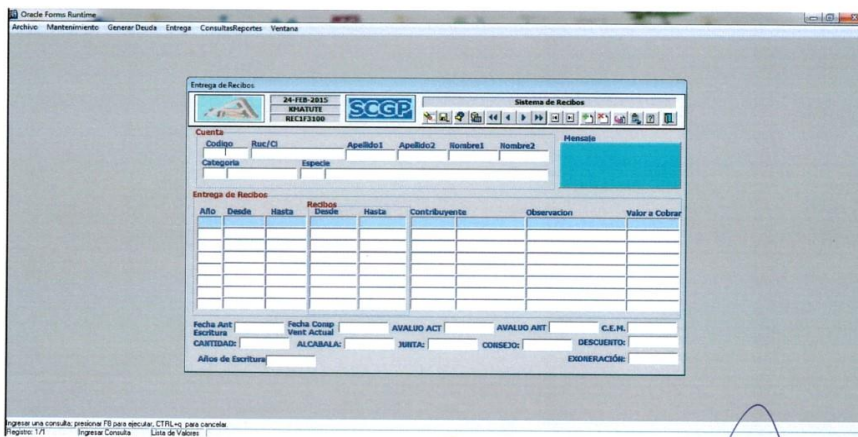 Oracle Forms Runtime
Archivo Mantenimiento Generar Deuda Entrega ConsultasReportes Ventana
Entrega de Recibos
24-FEB-2015
KMATUTE
REC1F3100
SCGP
Sistema de Recibos
Cuenta
Codigo Ruc/CI Apellido1 Apellido2 Nombre1 Nombre2
Mensaje
Categoria Especie
Entrega de Recibos
Recibos
Año Desde Hasta Desde Hasta Contribuyente Observacion Valor a Cobrar
Fecha Ant Escritura Fecha Comp Vent Actual AVALUO ACT AVALUO ANT C.E.M.
CANTIDAD: ALCABALA: JUNTA: CONSEJO: DESCUENTO:
Años de Escritura EXONERACIÓN:
Ingresar una consulta; presionar F8 para ejecutar, CTRL+q para cancelar.
Registro: 1/1 Ingresar Consulta Lista de Valores